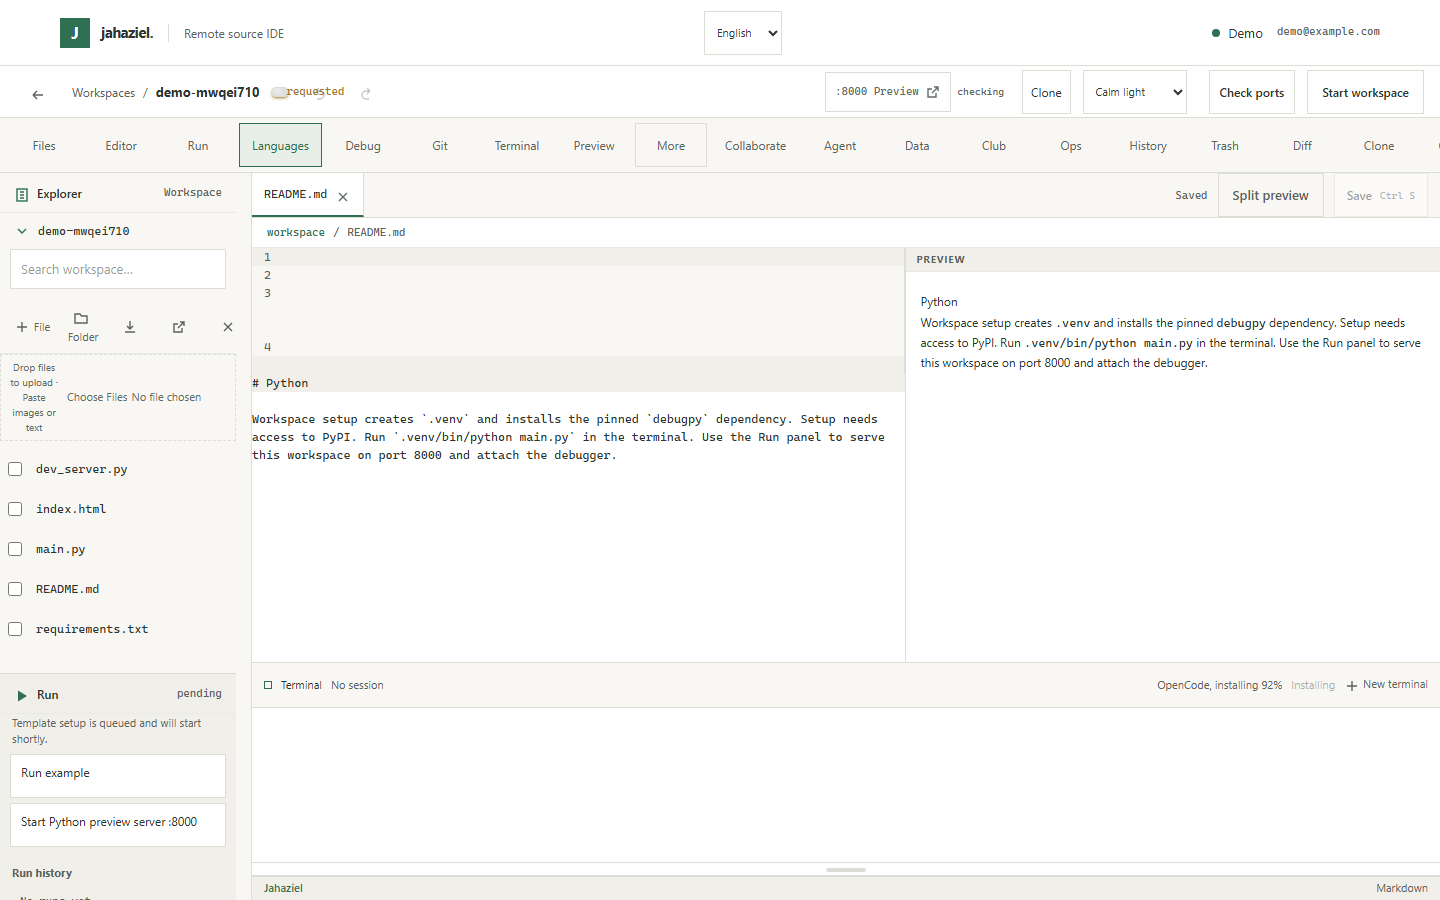 J jahaziel. Remote source IDE English Demo demo@example.com
Workspaces / demo-mwqei710 requested :8000 Preview checking Clone Calm light Check ports Start workspace
Files Editor Run Languages Debug Git Terminal Preview More Collaborate Agent Data Club Ops History Trash Diff Clone
Explorer Workspace
demo-mwqei710
Search workspace...
File Folder
Drop files
to upload ·
Paste
images or
text
Choose Files No file chosen
dev_server.py
index.html
main.py
README.md
requirements.txt
Run pending
Template setup is queued and will start
shortly.
Run example
Start Python preview server :8000
Run history
README.md Saved Split preview Save Ctrl S
workspace / README.md
1
2
3
4
# Python
Workspace setup creates `.venv` and installs the pinned `debugpy` dependency. Setup needs
access to PyPI. Run `.venv/bin/python main.py` in the terminal. Use the Run panel to serve
this workspace on port 8000 and attach the debugger.
PREVIEW
Python
Workspace setup creates .venv and installs the pinned debugpy dependency. Setup needs
access to PyPI. Run .venv/bin/python main.py in the terminal. Use the Run panel to serve
this workspace on port 8000 and attach the debugger.
Terminal No session OpenCode, installing 92% Installing New terminal
Jahaziel Markdown